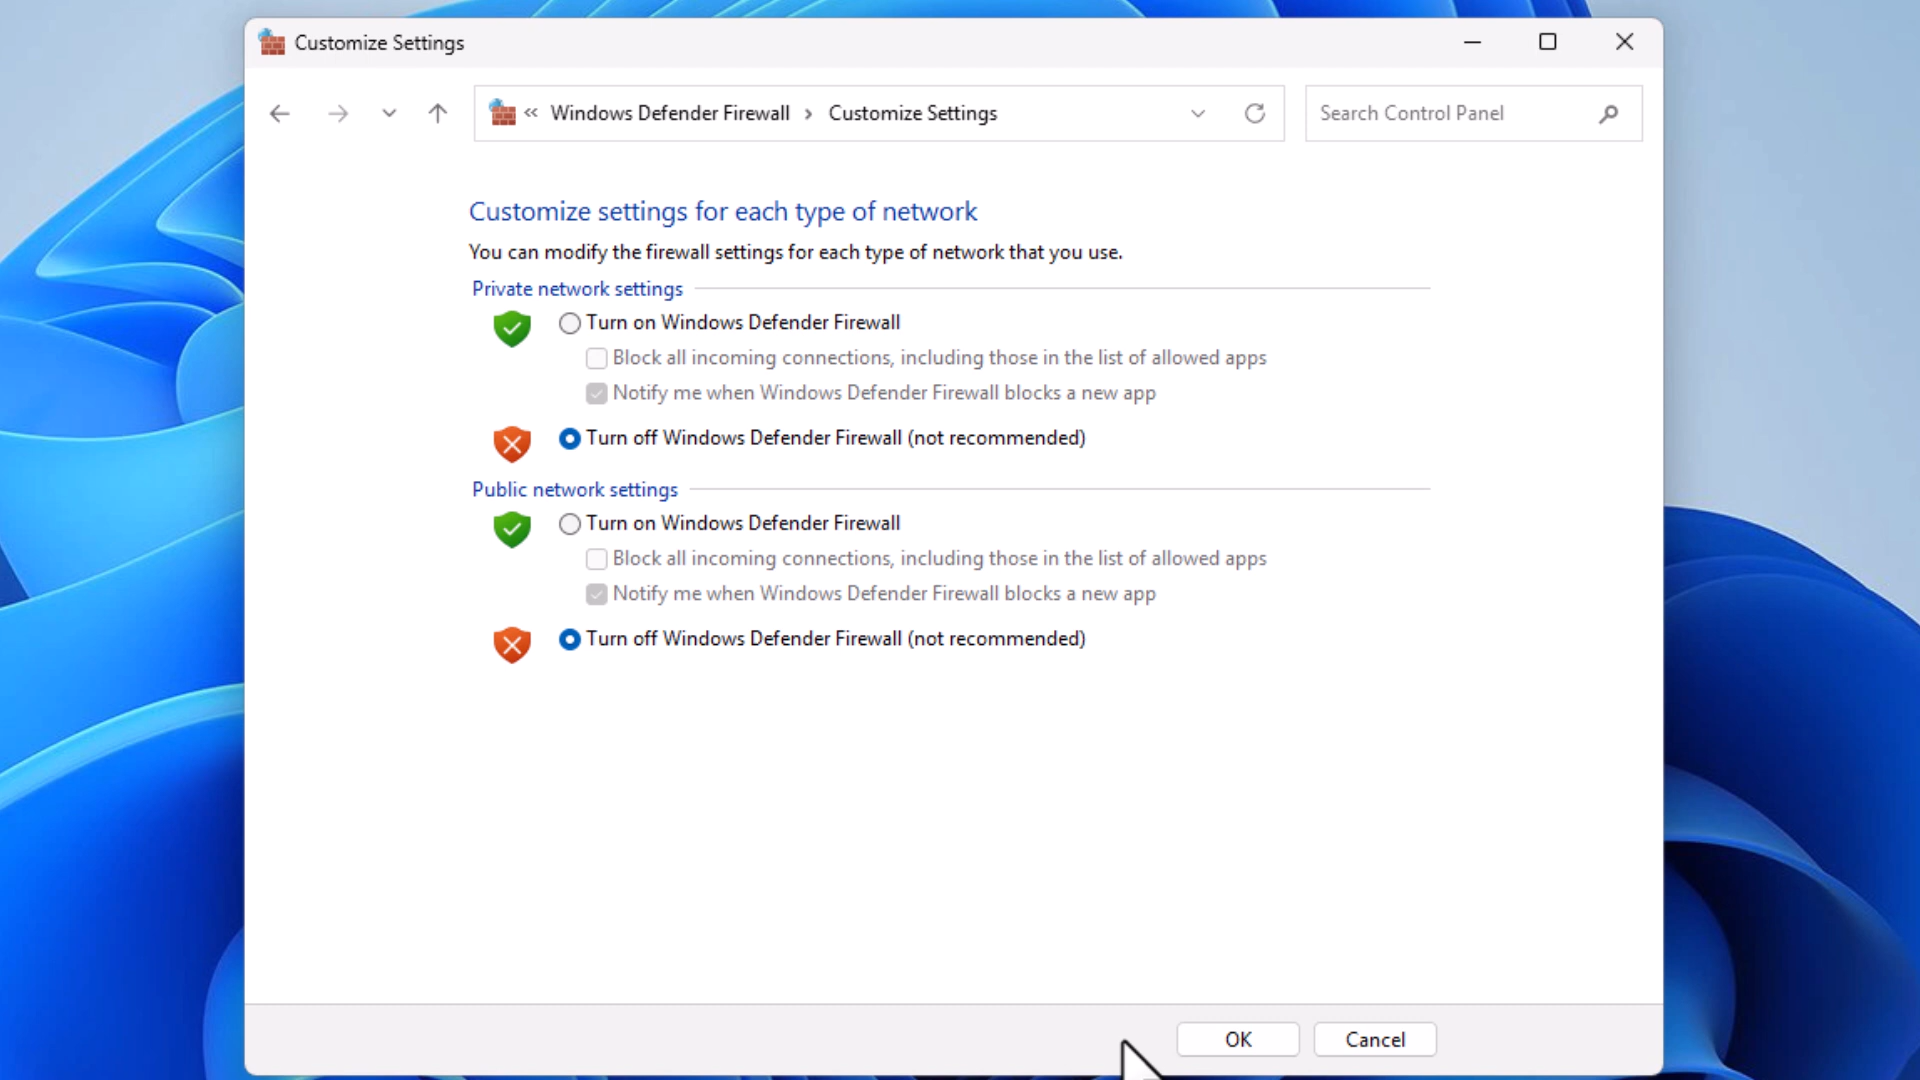 Customize Settings
« Windows Defender Firewall › Customize Settings
Search Control Panel
Customize settings for each type of network
You can modify the firewall settings for each type of network that you use.
Private network settings
Turn on Windows Defender Firewall
Block all incoming connections, including those in the list of allowed apps
Notify me when Windows Defender Firewall blocks a new app
Turn off Windows Defender Firewall (not recommended)
Public network settings
Turn on Windows Defender Firewall
Block all incoming connections, including those in the list of allowed apps
Notify me when Windows Defender Firewall blocks a new app
Turn off Windows Defender Firewall (not recommended)
OK Cancel